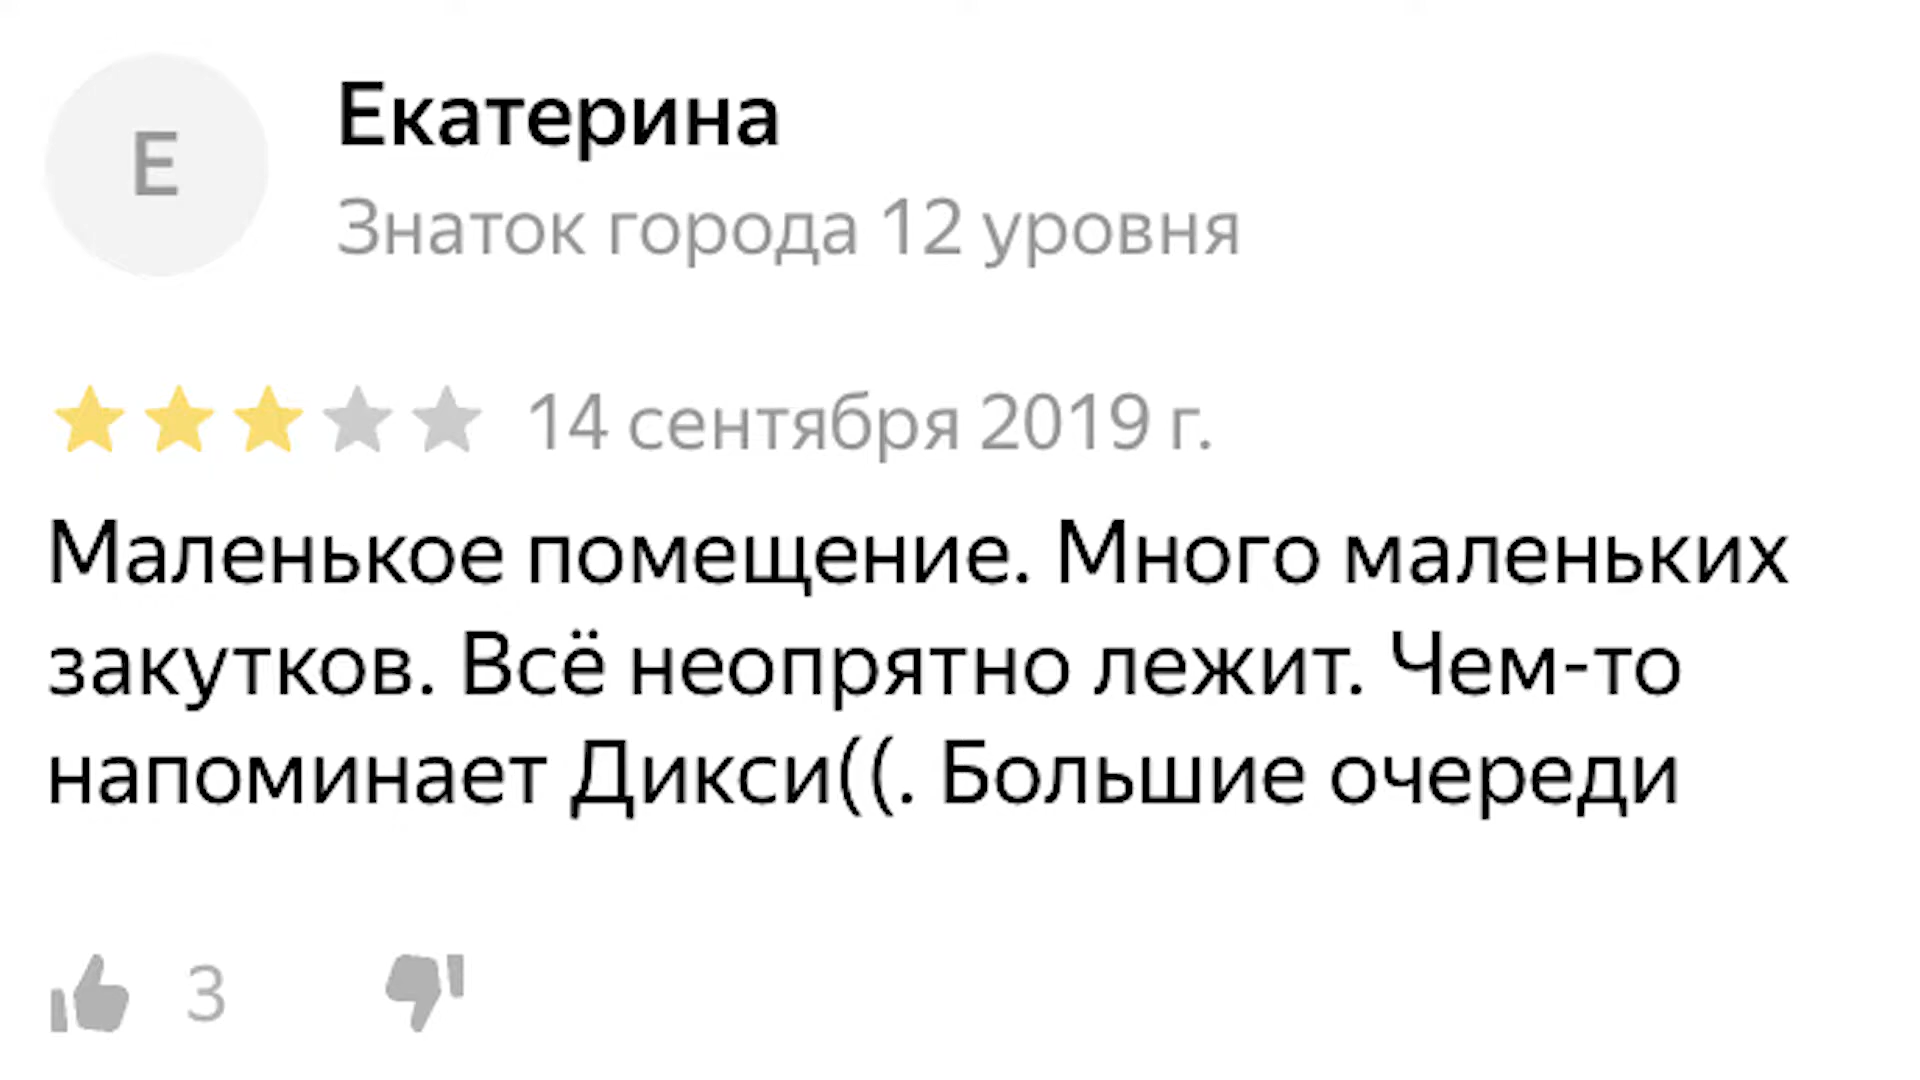 Е
Екатерина
Знаток города 12 уровня
14 сентября 2019 г.
Маленькое помещение. Много маленьких
закутков. Всё неопрятно лежит. Чем-то
напоминает Дикси((. Большие очереди
3